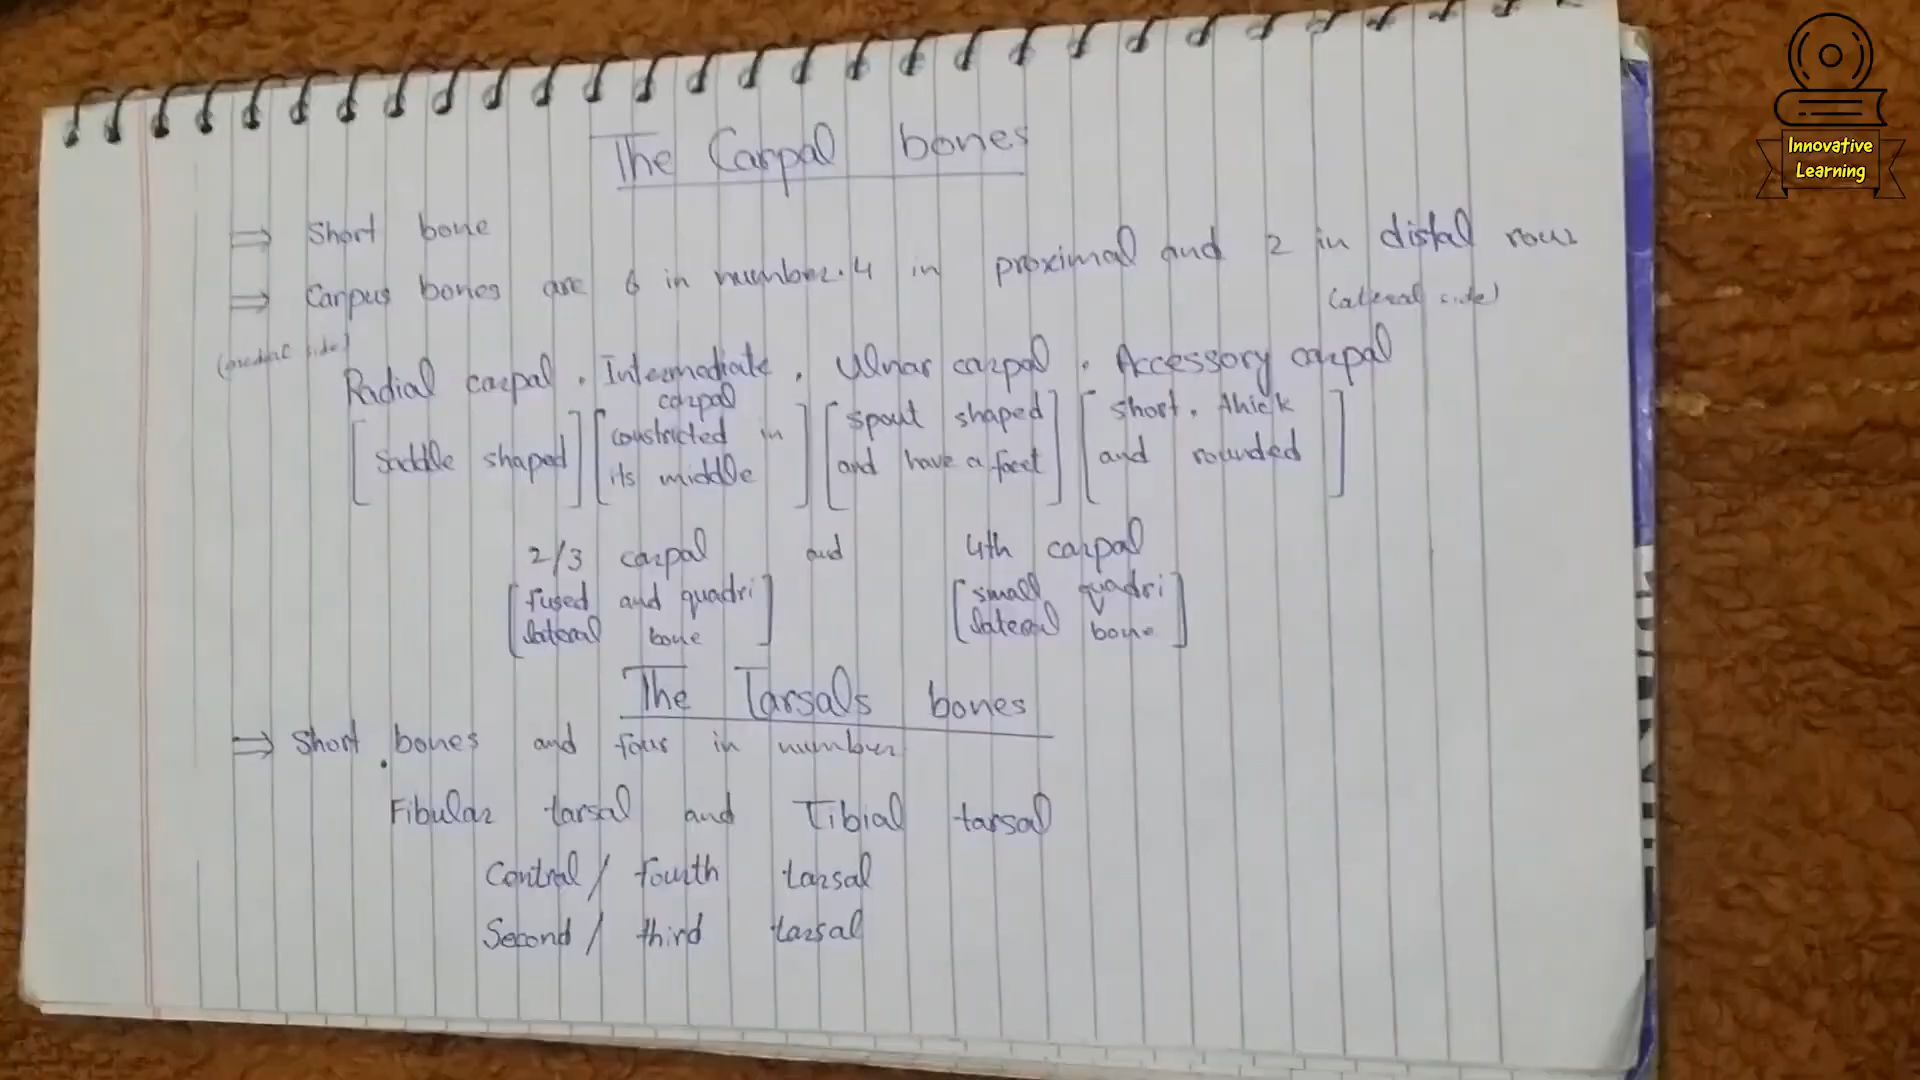 The Carpal bones
⇒ Short bone
⇒ Carpus bones are 6 in number. 4 in proximal and 2 in distal row
(medial side) (lateral side)
Radial carpal, Intermediate carpal, Ulnar carpal, Accessory carpal
[Saddle shaped] [constricted in its middle] [spout shaped and have a facet] [short, thick and rounded]
2/3 carpal and 4th carpal
[fused and quadri lateral bone] [small quadri lateral bone]
The Tarsals bones
⇒ Short bones and four in number
Fibular tarsal and Tibial tarsal
Central / fourth tarsal
Second / third tarsal
Innovative
Learning